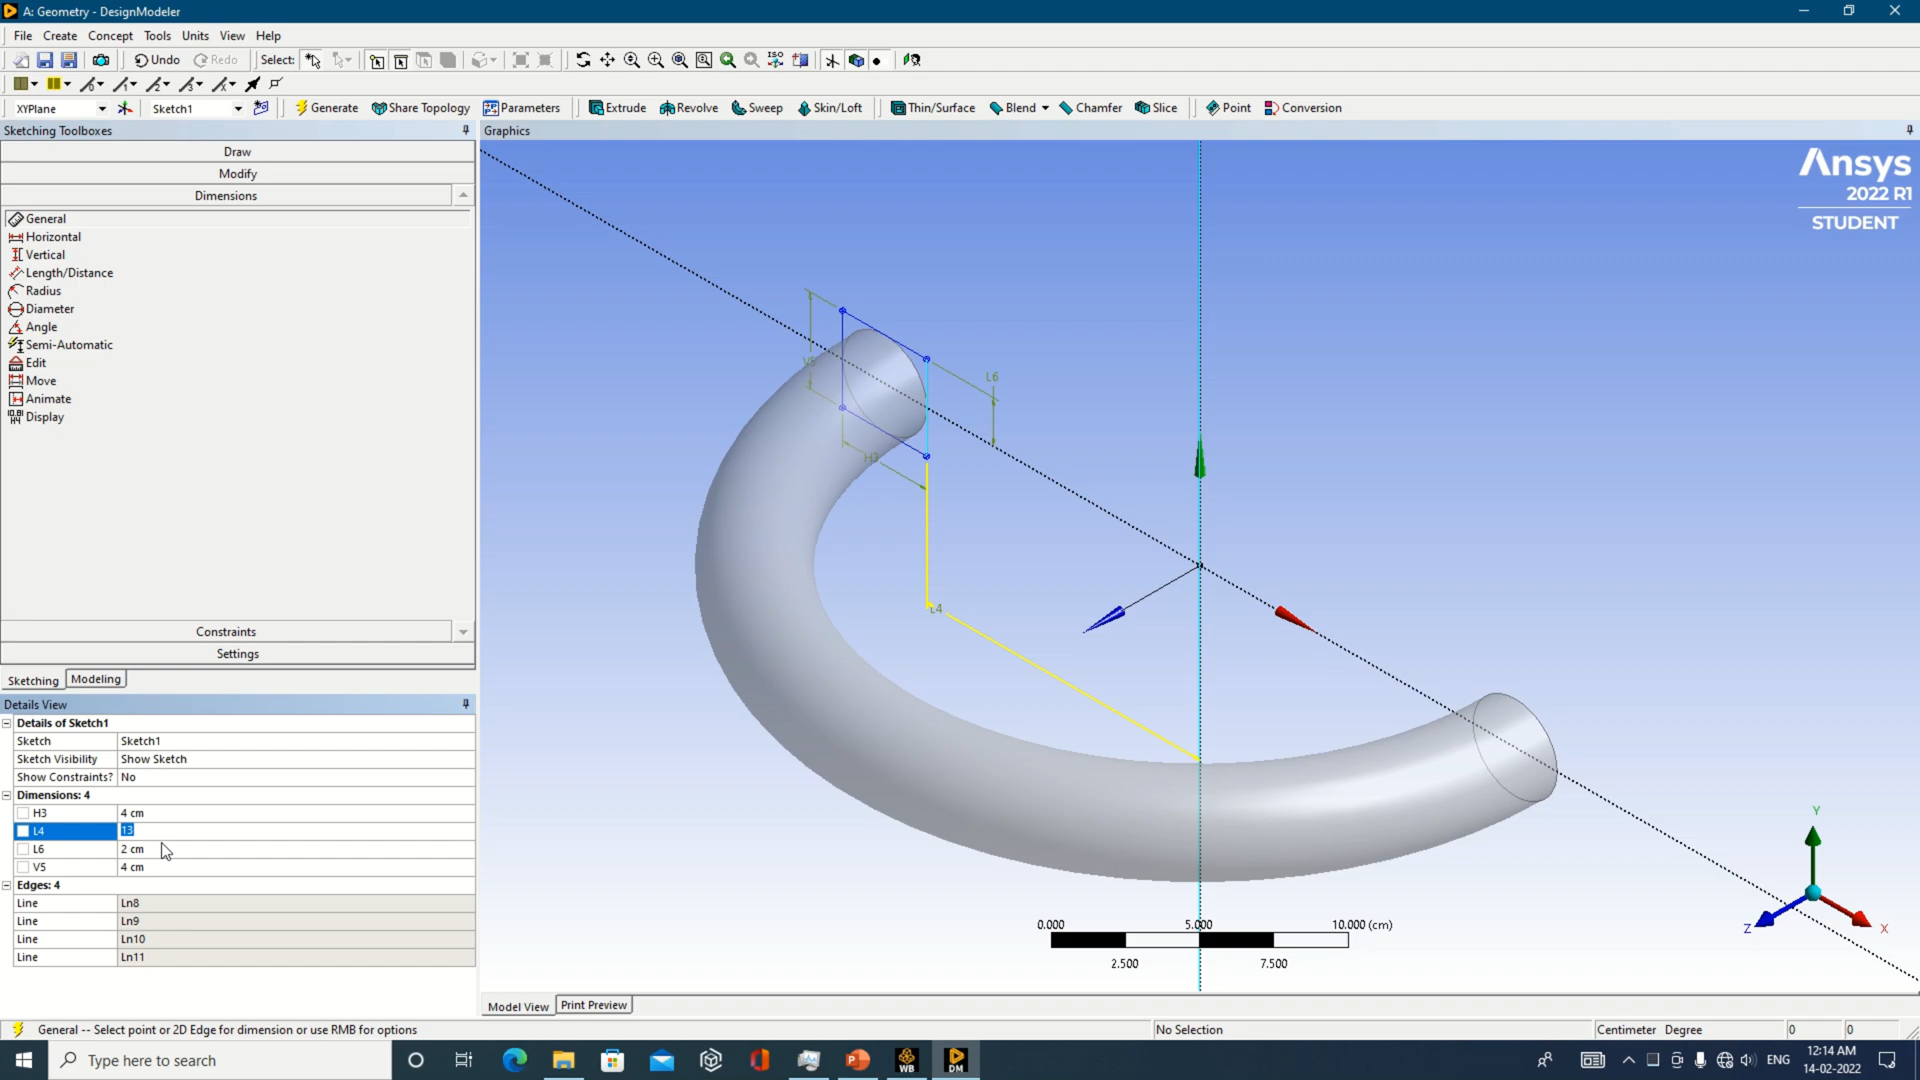 A: Geometry - DesignModeler
File Create Concept Tools Units View Help
Undo Redo Select: ISO
XYPlane Sketch1 Generate Share Topology Parameters Extrude Revolve Sweep Skin/Loft Thin/Surface Blend Chamfer Slice Point Conversion
Sketching Toolboxes
Draw
Modify
Dimensions
General
Horizontal
Vertical
Length/Distance
Radius
Diameter
Angle
Semi-Automatic
Edit
Move
Animate
Display
Constraints
Settings
Sketching Modeling
Details View
Details of Sketch1
Sketch Sketch1
Sketch Visibility Show Sketch
Show Constraints? No
Dimensions: 4
H3 4 cm
L4 13
L6 2 cm
V5 4 cm
Edges: 4
Line Ln8
Line Ln9
Line Ln10
Line Ln11
Graphics
Ansys
2022 R1
STUDENT
V5
L6
H3
L4
0.000 5.000 10.000 (cm)
2.500 7.500
Y
Z X
Model View Print Preview
General -- Select point or 2D Edge for dimension or use RMB for options No Selection Centimeter Degree 0 0
Type here to search
WB
DM
ENG
12:14 AM
14-02-2022